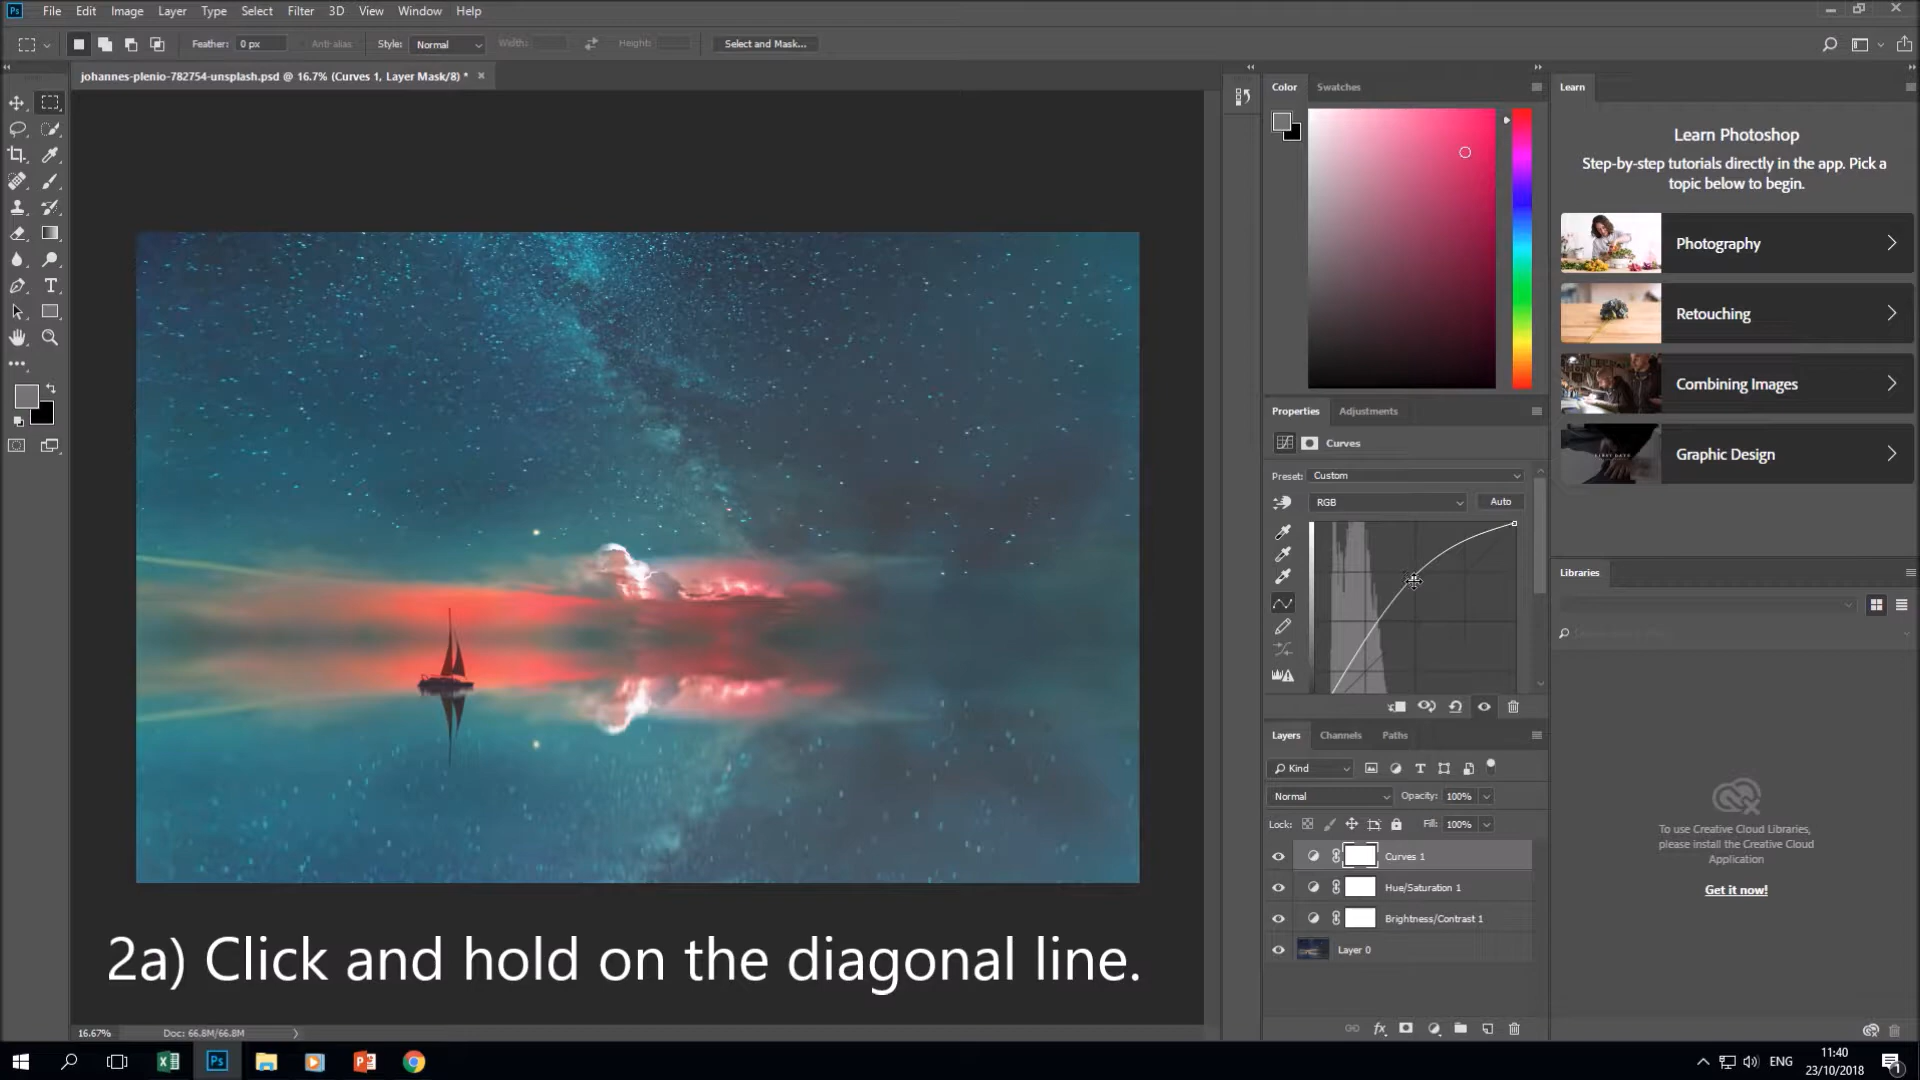 Ps File Edit Image Layer Type Select Filter 3D View Window Help
Feather: 0 px Anti-alias Style: Normal Width: Height: Select and Mask...
johannes-plenio-782754-unsplash.psd @ 16.7% (Curves 1, Layer Mask/8) *
Color Swatches
Learn
Learn Photoshop
Step-by-step tutorials directly in the app. Pick a
topic below to begin.
Photography
Retouching
Combining Images
Graphic Design
Properties Adjustments
Curves
Preset: Custom
RGB Auto
Libraries
Layers Channels Paths
Kind
Normal Opacity: 100%
Lock: Fill: 100%
Curves 1
Hue/Saturation 1
Brightness/Contrast 1
Layer 0
To use Creative Cloud Libraries,
please install the Creative Cloud
Application
Get it now!
2a) Click and hold on the diagonal line.
16.67% Doc: 66.8M/66.8M
ENG
11:40
23/10/2018